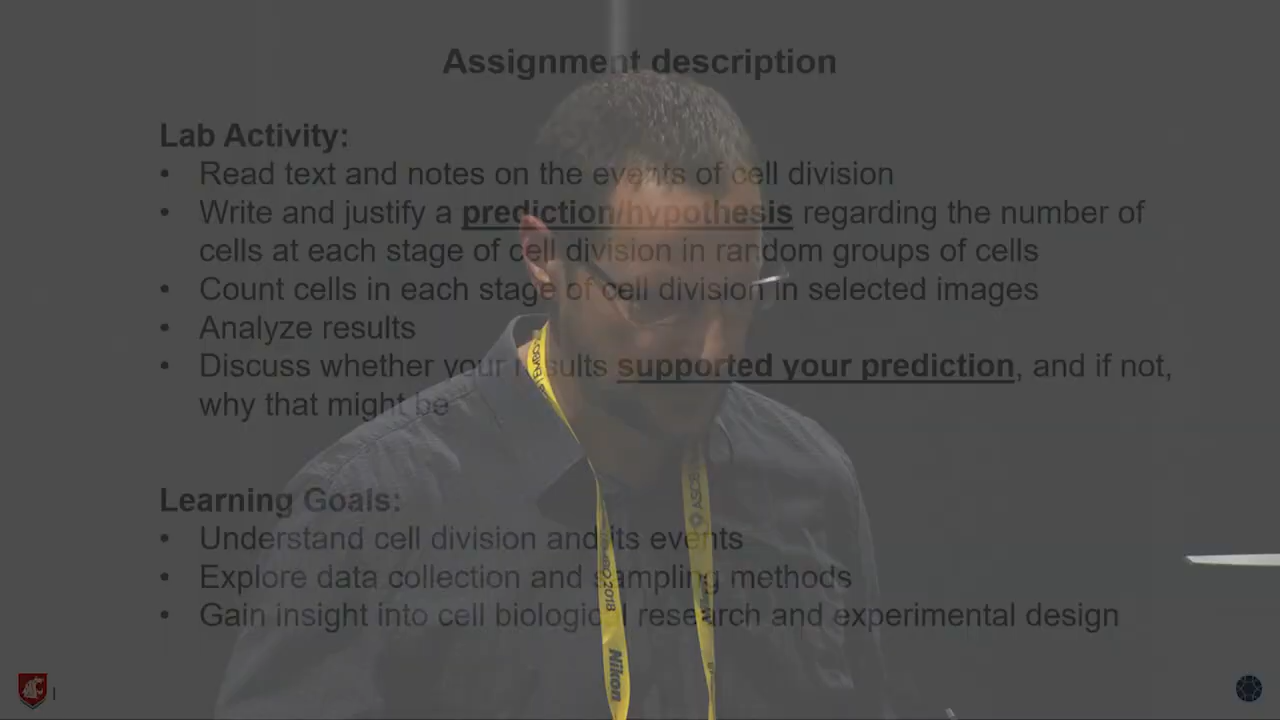 Assignment description
Lab Activity:
• Read text and notes on the events of cell division
• Write and justify a prediction/hypothesis regarding the number of
cells at each stage of cell division in random groups of cells
• Count cells in each stage of cell division in selected images
• Analyze results
• Discuss whether your results supported your prediction, and if not,
why that might be
Learning Goals:
• Understand cell division and its events
• Explore data collection and sampling methods
• Gain insight into cell biological research and experimental design
ASCB
2018
Nikon